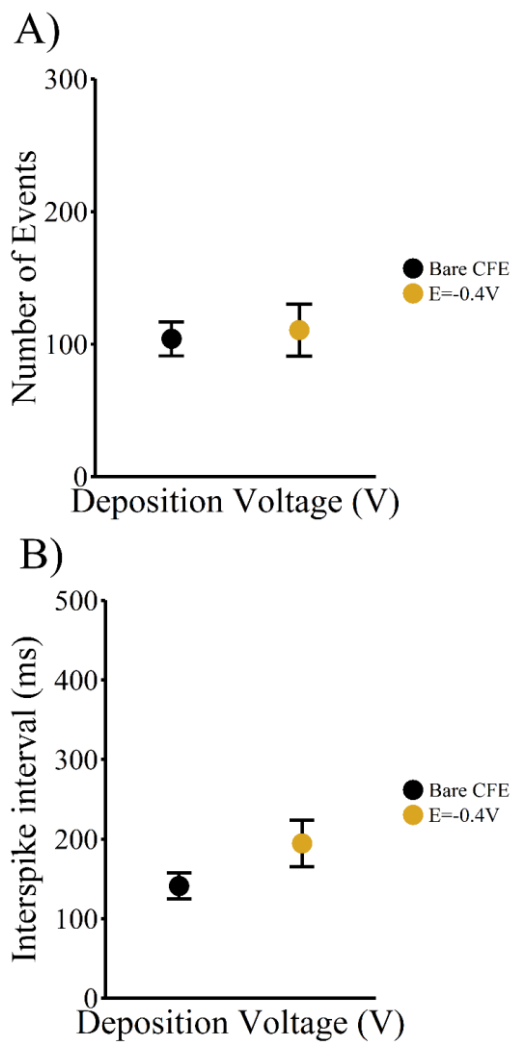 A)
300
200
100
0
Number of Events
Deposition Voltage (V)
Bare CFE
E=-0.4V
B)
500
400
300
200
100
0
Interspike interval (ms)
Deposition Voltage (V)
Bare CFE
E=-0.4V